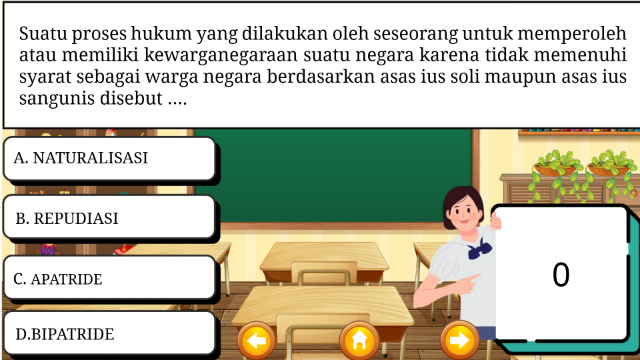 Suatu proses hukum yang dilakukan oleh seseorang untuk memperoleh
atau memiliki kewarganegaraan suatu negara karena tidak memenuhi
syarat sebagai warga negara berdasarkan asas ius soli maupun asas ius
sangunis disebut ....
A. NATURALISASI
B. REPUDIASI
C. APATRIDE
D.BIPATRIDE
0